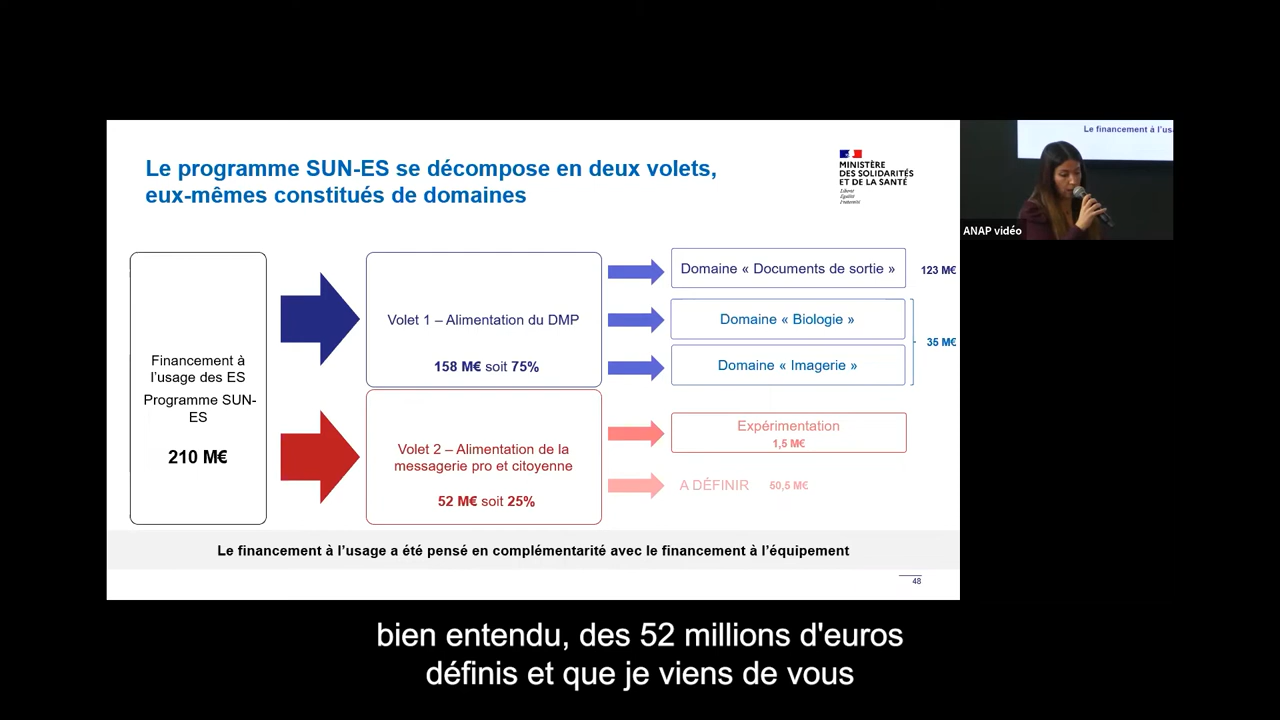 Le programme SUN-ES se décompose en deux volets,
eux-mêmes constitués de domaines
MINISTÈRE
DES SOLIDARITÉS
ET DE LA SANTÉ
Liberté
Égalité
Fraternité
Le financement à l'us
ANAP vidéo
Financement à
l'usage des ES
Programme SUN-
ES
210 M€
Volet 1 – Alimentation du DMP
158 M€ soit 75%
Domaine « Documents de sortie »
123 M€
Domaine « Biologie »
Domaine « Imagerie »
35 M€
Volet 2 – Alimentation de la
messagerie pro et citoyenne
52 M€ soit 25%
Expérimentation
1,5 M€
A DÉFINIR 50,5 M€
Le financement à l'usage a été pensé en complémentarité avec le financement à l'équipement
48
bien entendu, des 52 millions d'euros
définis et que je viens de vous